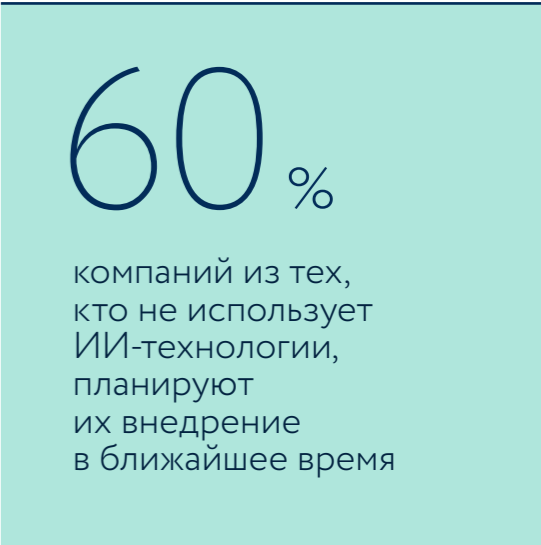 60 %
компаний из тех,
кто не использует
ИИ-технологии,
планируют
их внедрение
в ближайшее время